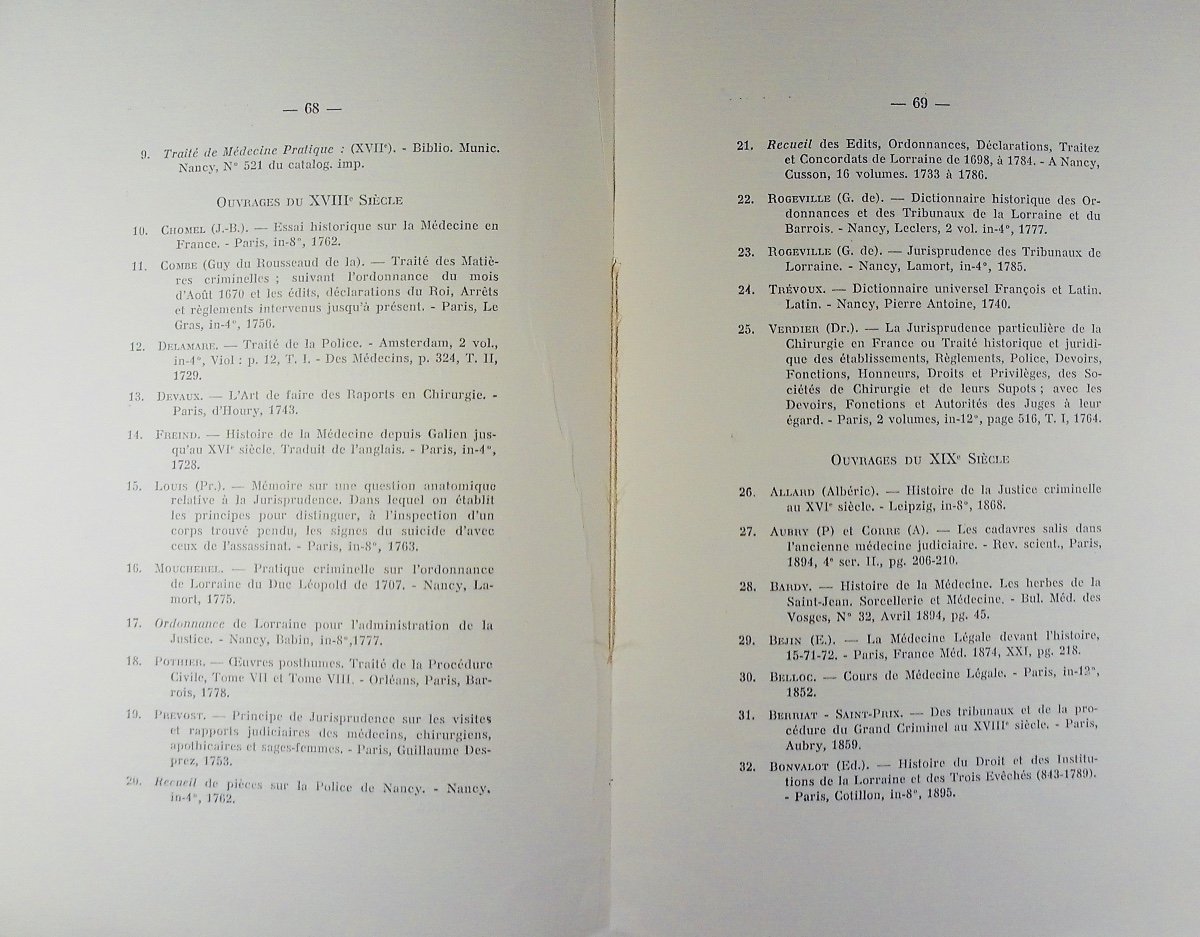 — 68 —
9. Traité de Médecine Pratique : (XVIIᵉ). - Biblio. Munic.
Nancy, N° 521 du catalog. imp.
OUVRAGES DU XVIIIᵉ SIÈCLE
10. CHOMEL (J.-B.). — Essai historique sur la Médecine en
France. - Paris, in-8°, 1762.
11. COMBE (Guy du Rousseaud de la). — Traité des Matiè-
res criminelles ; suivant l'ordonnance du mois
d'Août 1670 et les édits, déclarations du Roi, Arrêts
et règlements intervenus jusqu'à présent. - Paris, Le
Gras, in-4°, 1756.
12. DELAMARE. — Traité de la Police. - Amsterdam, 2 vol.,
in-4°, Viol : p. 12, T. I. - Des Médecins, p. 324, T. II,
1729.
13. DEVAUX. — L'Art de faire des Raports en Chirurgie. -
Paris, d'Houry, 1743.
14. FREIND. — Histoire de la Médecine depuis Galien jus-
qu'au XVIᵉ siècle. Traduit de l'anglais. - Paris, in-4°,
1728.
15. LOUIS (Pr.). — Mémoire sur une question anatomique
relative à la Jurisprudence. Dans lequel on établit
les principes pour distinguer, à l'inspection d'un
corps trouvé pendu, les signes du suicide d'avec
ceux de l'assassinat. - Paris, in-8°, 1763.
16. MOUCHEREL. — Pratique criminelle sur l'ordonnance
de Lorraine du Duc Léopold de 1707. - Nancy, La-
mort, 1775.
17. Ordonnance de Lorraine pour l'administration de la
Justice. - Nancy, Babin, in-8°,1777.
18. POTHIER. — Œuvres posthumes. Traité de la Procédure
Civile, Tome VII et Tome VIII. - Orléans, Paris, Bar-
rois, 1778.
19. PREVOST. — Principe de Jurisprudence sur les visites
et rapports judiciaires des médecins, chirurgiens,
apothicaires et sages-femmes. - Paris, Guillaume Des-
prez, 1753.
20. Recueil de pièces sur la Police de Nancy. - Nancy,
in-4°, 1762.
— 69 —
21. Recueil des Edits, Ordonnances, Déclarations, Traitez
et Concordats de Lorraine de 1698, à 1784. - A Nancy,
Cusson, 16 volumes. 1733 à 1786.
22. ROGEVILLE (G. de). — Dictionnaire historique des Or-
donnances et des Tribunaux de la Lorraine et du
Barrois. - Nancy, Leclers, 2 vol. in-4°, 1777.
23. ROGEVILLE (G. de). — Jurisprudence des Tribunaux de
Lorraine. - Nancy, Lamort, in-4°, 1785.
24. TRÉVOUX. — Dictionnaire universel François et Latin.
Latin. - Nancy, Pierre Antoine, 1740.
25. VERDIER (Dr.). — La Jurisprudence particulière de la
Chirurgie en France ou Traité historique et juridi-
que des établissements, Règlements, Police, Devoirs,
Fonctions, Honneurs, Droits et Privilèges, des So-
ciétés de Chirurgie et de leurs Supots ; avec les
Devoirs, Fonctions et Autorités des Juges à leur
égard. - Paris, 2 volumes, in-12°, page 516, T. I, 1764.
OUVRAGES DU XIXᵉ SIÈCLE
26. ALLARD (Albéric). — Histoire de la Justice criminelle
au XVIᵉ siècle. - Leipzig, in-8°, 1868.
27. AUBRY (P) et CORRE (A). — Les cadavres salis dans
l'ancienne médecine judiciaire. - Rev. scient., Paris,
1894, 4ᵉ ser. II., pg. 206-210.
28. BARDY. — Histoire de la Médecine. Les herbes de la
Saint-Jean. Sorcellerie et Médecine. - Bul. Méd. des
Vosges, N° 32, Avril 1894, pg. 45.
29. BEJIN (E.). — La Médecine Légale devant l'histoire,
15-71-72. - Paris, France Méd. 1874, XXI, pg. 218.
30. BELLOC. — Cours de Médecine Légale. - Paris, in-12°,
1852.
31. BERRIAT - SAINT-PRIX. — Des tribunaux et de la pro-
cédure du Grand Criminel au XVIIIᵉ siècle. - Paris,
Aubry, 1859.
32. BONVALOT (Ed.). — Histoire du Droit et des Institu-
tions de la Lorraine et des Trois Evêchés (843-1789).
- Paris, Cotillon, in-8°, 1895.